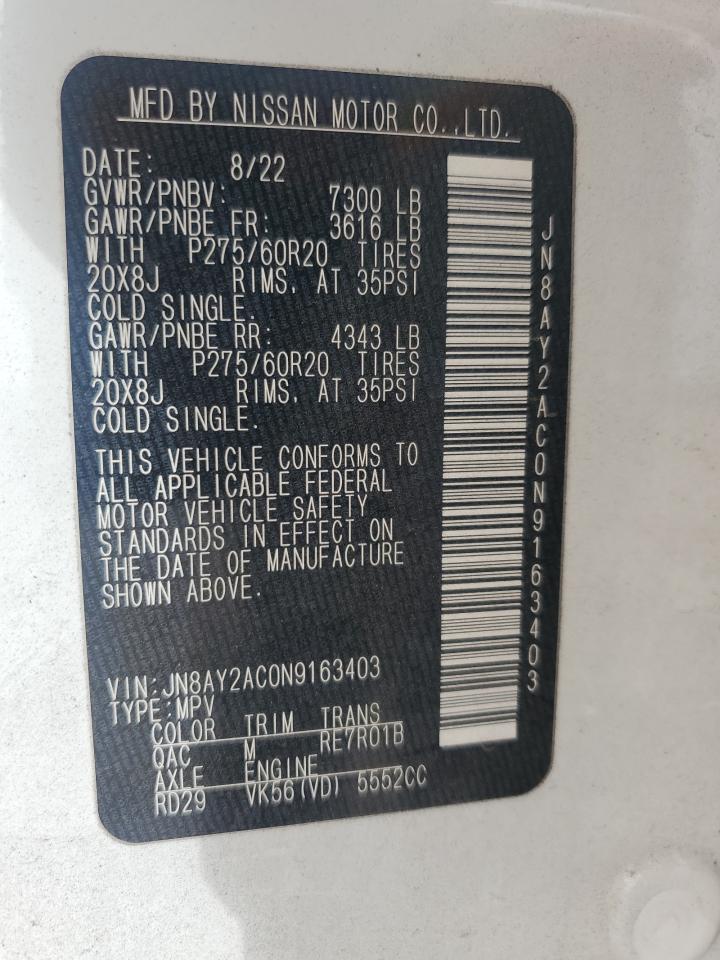 MFD BY NISSAN MOTOR CO.,LTD.
DATE: 8/22
GVWR/PNBV: 7300 LB
GAWR/PNBE FR: 3616 LB
WITH P275/60R20 TIRES
20X8J RIMS, AT 35PSI
COLD SINGLE.
GAWR/PNBE RR: 4343 LB
WITH P275/60R20 TIRES
20X8J RIMS, AT 35PSI
COLD SINGLE.
THIS VEHICLE CONFORMS TO
ALL APPLICABLE FEDERAL
MOTOR VEHICLE SAFETY
STANDARDS IN EFFECT ON
THE DATE OF MANUFACTURE
SHOWN ABOVE.
VIN:JN8AY2AC0N9163403
TYPE:MPV
COLOR TRIM TRANS
QAC M RE7R01B
AXLE ENGINE
RD29 VK56(VD) 5552CC
JN8AY2AC0N9163403